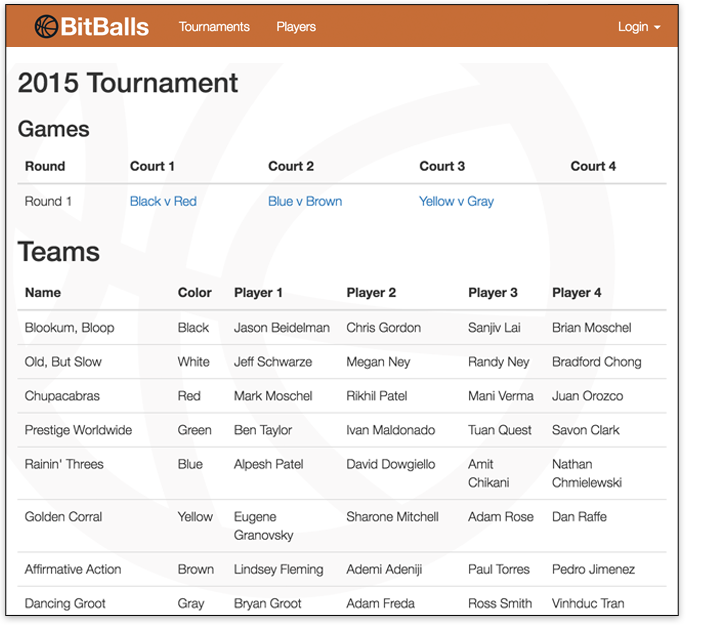 BitBalls Tournaments Players Login
2015 Tournament
Games
Round Court 1 Court 2 Court 3 Court 4
Round 1 Black v Red Blue v Brown Yellow v Gray
Teams
Name Color Player 1 Player 2 Player 3 Player 4
Blookum, Bloop Black Jason Beidelman Chris Gordon Sanjiv Lai Brian Moschel
Old, But Slow White Jeff Schwarze Megan Ney Randy Ney Bradford Chong
Chupacabras Red Mark Moschel Rikhil Patel Mani Verma Juan Orozco
Prestige Worldwide Green Ben Taylor Ivan Maldonado Tuan Quest Savon Clark
Rainin' Threes Blue Alpesh Patel David Dowgiello Amit Nathan
Chikani Chmielewski
Golden Corral Yellow Eugene Sharone Mitchell Adam Rose Dan Raffe
Granovsky
Affirmative Action Brown Lindsey Fleming Ademi Adeniji Paul Torres Pedro Jimenez
Dancing Groot Gray Bryan Groot Adam Freda Ross Smith Vinhduc Tran